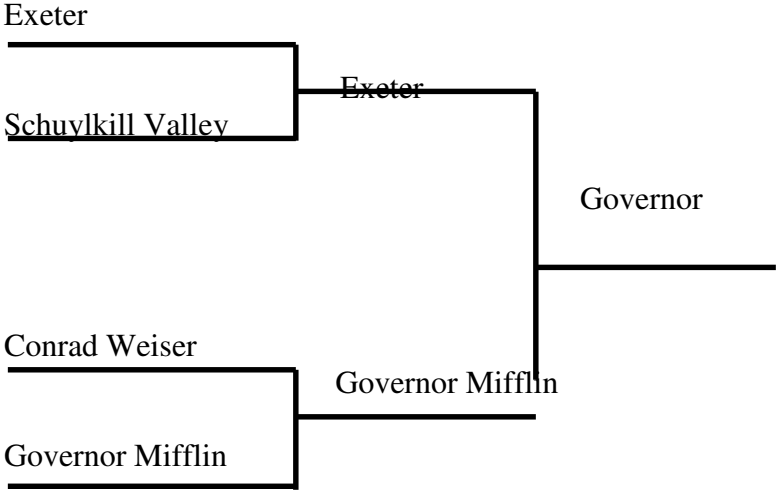 Exeter
Exeter
Schuylkill Valley
Governor
Conrad Weiser
Governor Mifflin
Governor Mifflin